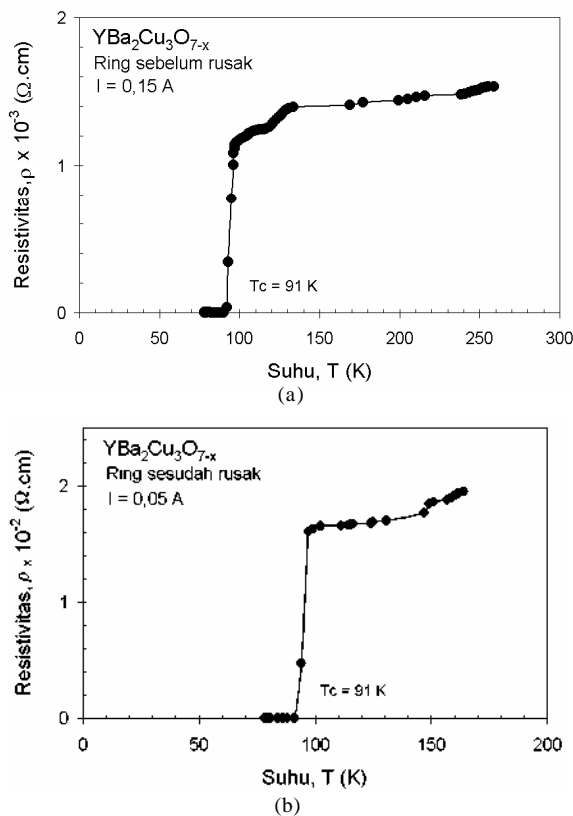 YBa₂Cu₃O₇₋ₓ
Ring sebelum rusak
I = 0,15 A
Resistivitas, ρ x 10⁻³ (Ω.cm)
2
1
0
Tc = 91 K
0 50 100 150 200 250 300
Suhu, T (K)
(a)
YBa₂Cu₃O₇₋ₓ
Ring sesudah rusak
I = 0,05 A
Resistivitas, ρ x 10⁻² (Ω.cm)
2
1
0
Tc = 91 K
0 50 100 150 200
Suhu, T (K)
(b)